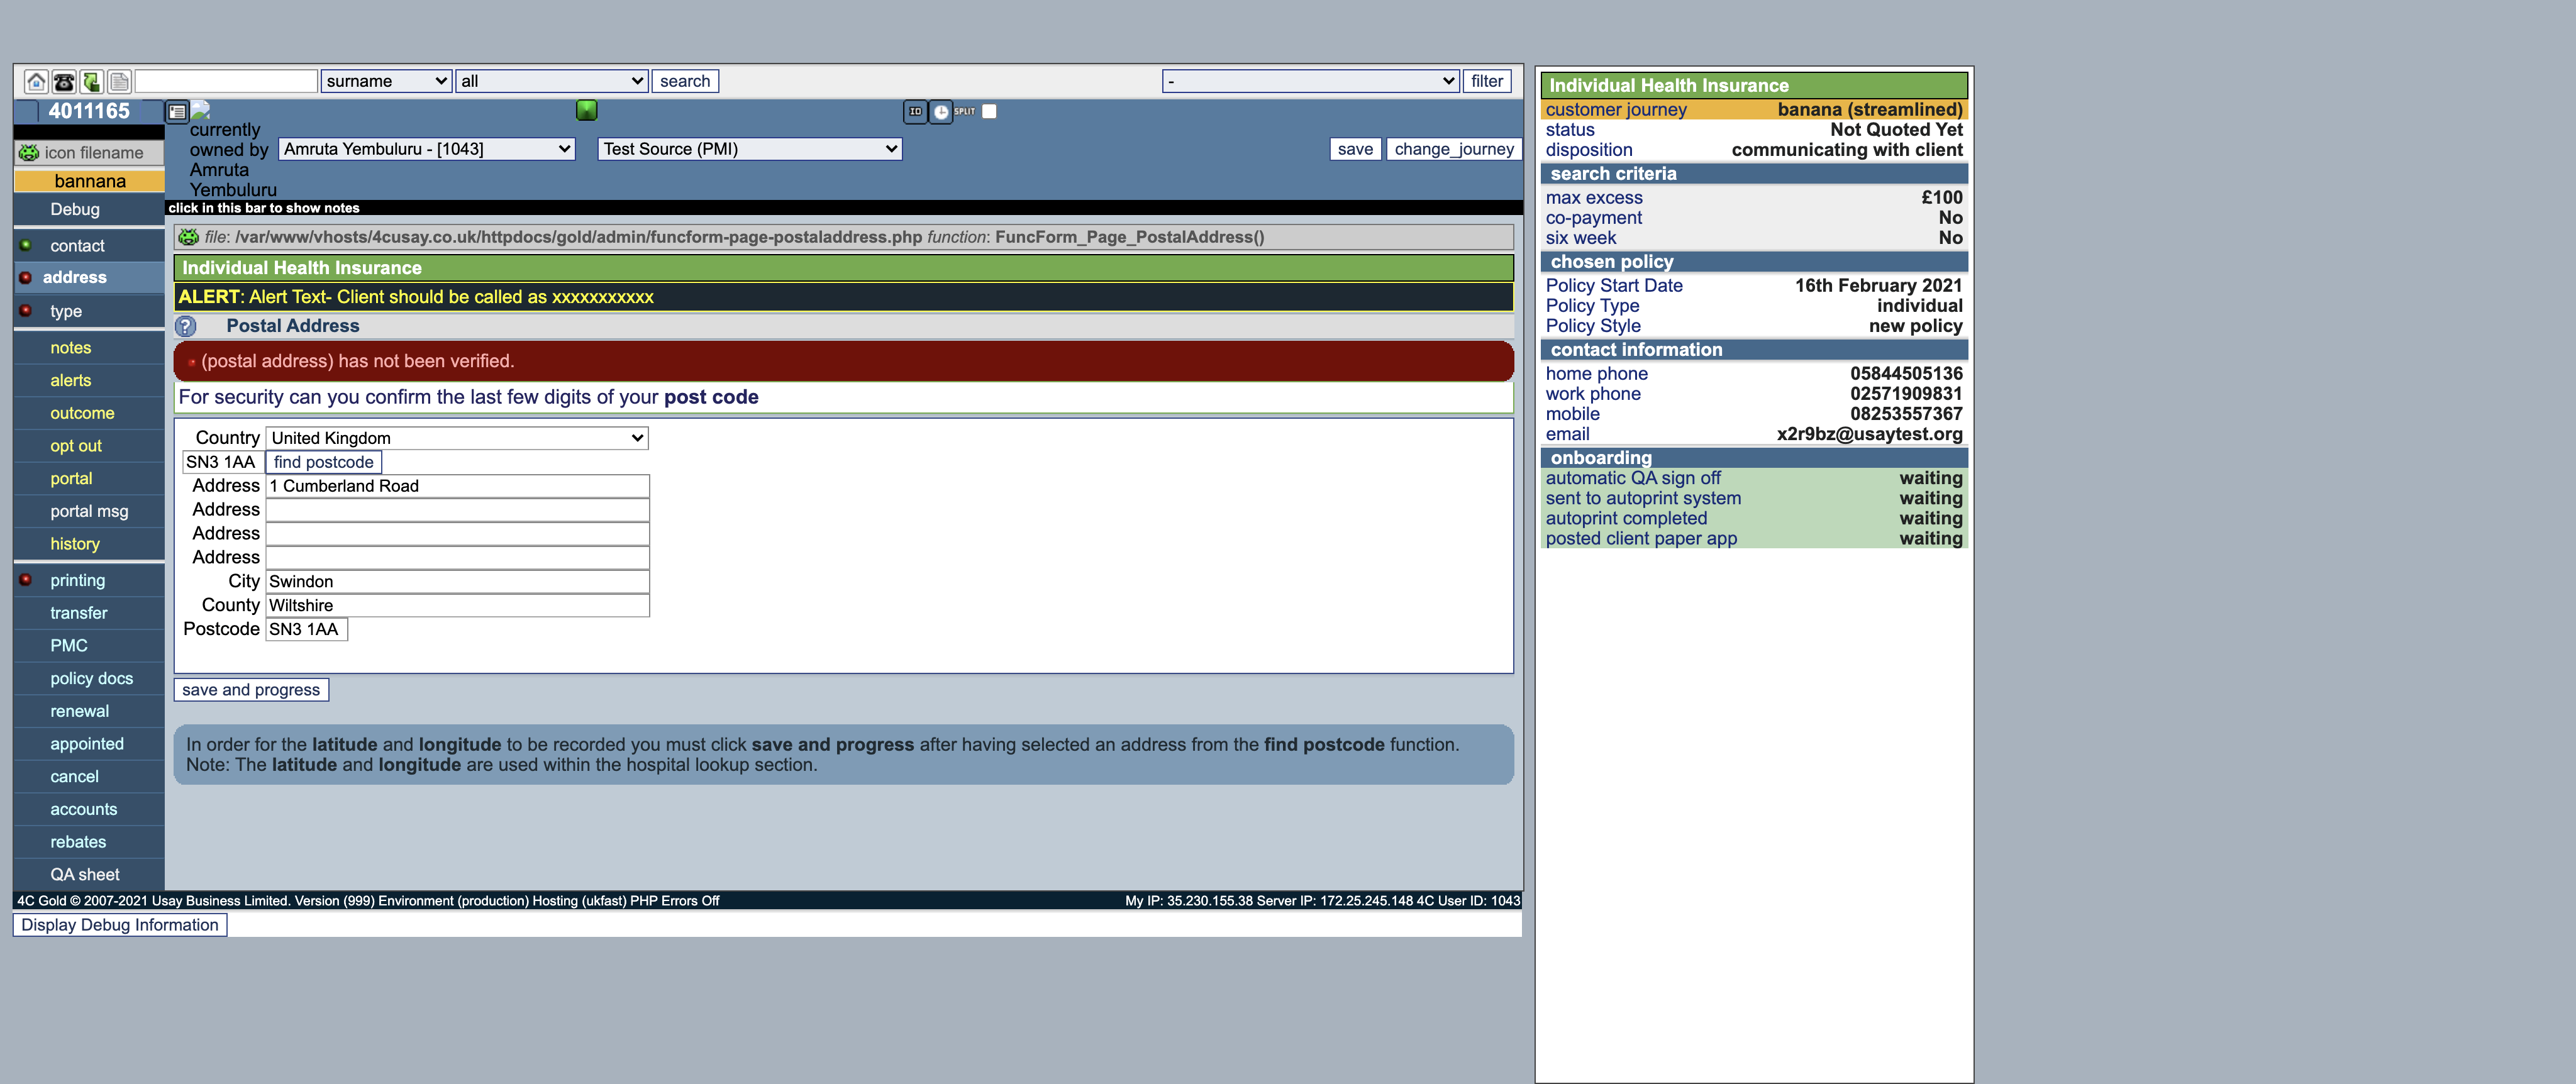 surname all search - filter
4011165 IO SPLIT
currently owned by Amruta Yembuluru
Amruta Yembuluru - [1043] Test Source (PMI) save change_journey
icon filename
bannana
Debug
contact
address
type
notes
alerts
outcome
opt out
portal
portal msg
history
printing
transfer
PMC
policy docs
renewal
appointed
cancel
accounts
rebates
QA sheet
click in this bar to show notes
file: /var/www/vhosts/4cusay.co.uk/httpdocs/gold/admin/funcform-page-postaladdress.php function: FuncForm_Page_PostalAddress()
Individual Health Insurance
ALERT: Alert Text- Client should be called as xxxxxxxxxxx
? Postal Address
(postal address) has not been verified.
For security can you confirm the last few digits of your post code
Country United Kingdom
SN3 1AA find postcode
Address 1 Cumberland Road
Address
Address
Address
City Swindon
County Wiltshire
Postcode SN3 1AA
save and progress
In order for the latitude and longitude to be recorded you must click save and progress after having selected an address from the find postcode function.
Note: The latitude and longitude are used within the hospital lookup section.
4C Gold © 2007-2021 Usay Business Limited. Version (999) Environment (production) Hosting (ukfast) PHP Errors Off My IP: 35.230.155.38 Server IP: 172.25.245.148 4C User ID: 1043
Display Debug Information
Individual Health Insurance
customer journey banana (streamlined)
status Not Quoted Yet
disposition communicating with client
search criteria
max excess £100
co-payment No
six week No
chosen policy
Policy Start Date 16th February 2021
Policy Type individual
Policy Style new policy
contact information
home phone 05844505136
work phone 02571909831
mobile 08253557367
email x2r9bz@usaytest.org
onboarding
automatic QA sign off waiting
sent to autoprint system waiting
autoprint completed waiting
posted client paper app waiting